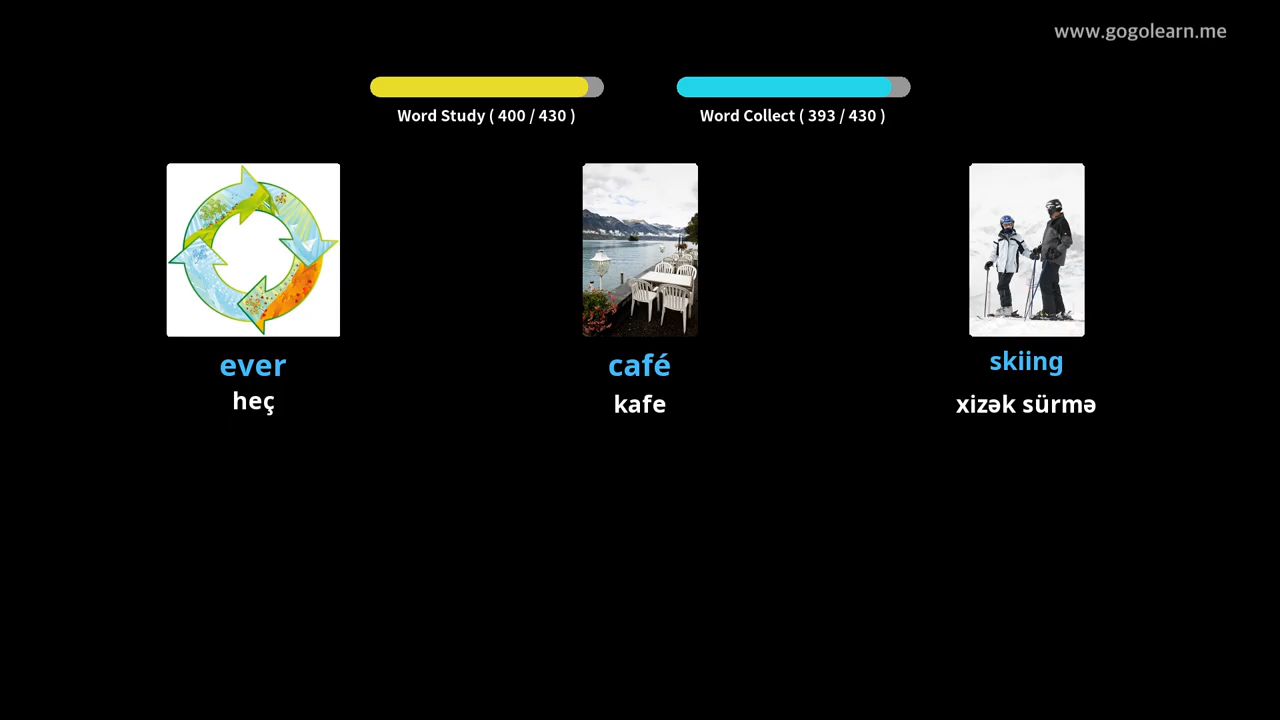 www.gogolearn.me
Word Study ( 400 / 430 )
Word Collect ( 393 / 430 )
ever
café
skiing
heç
kafe
xizək sürmə